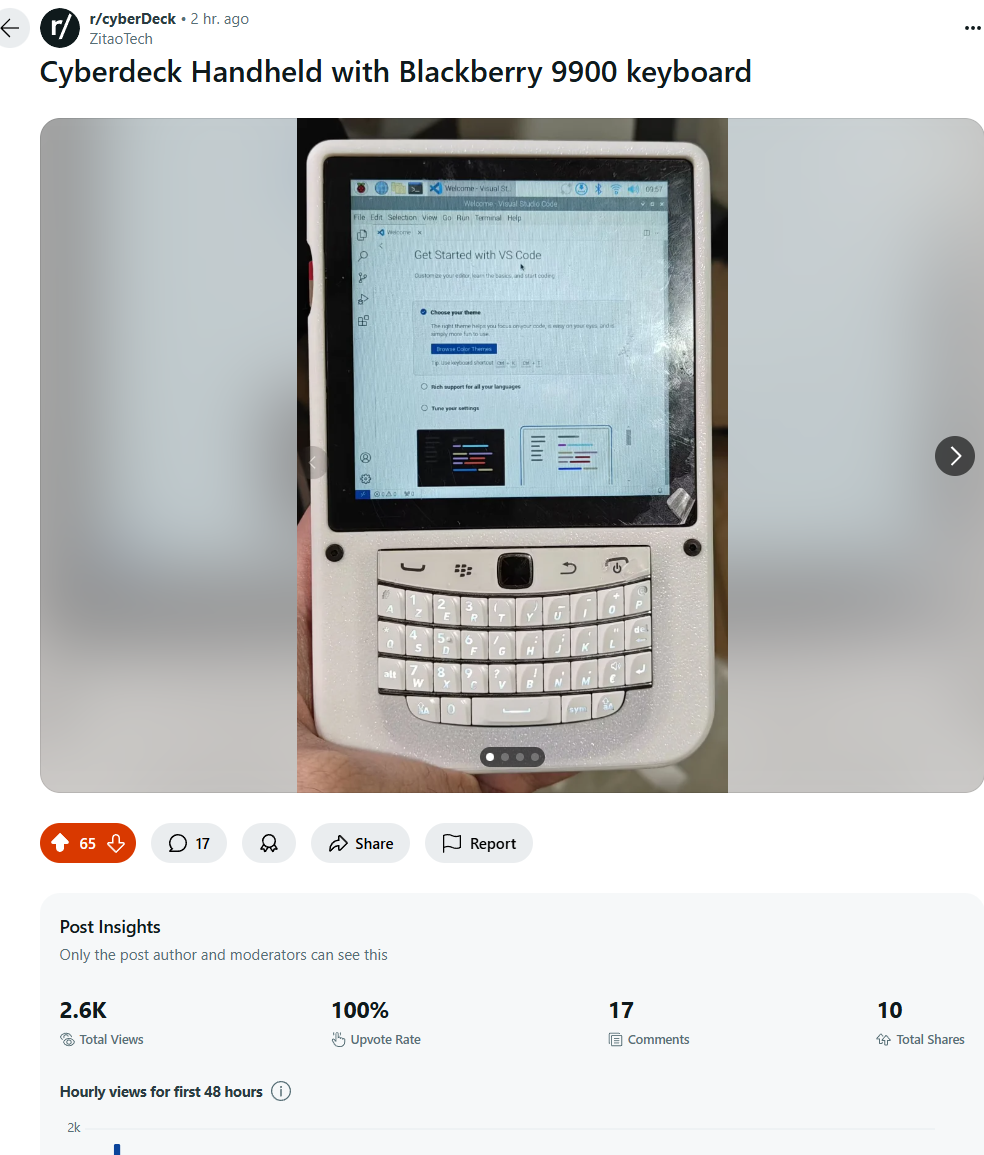 r/cyberDeck • 2 hr. ago
ZitaoTech
Cyberdeck Handheld with Blackberry 9900 keyboard
Welcome - Visual St...
00:57
Welcome - Visual Studio Code
File Edit Selection View Go Run Terminal Help
Welcome
Get Started with VS Code
Customize your editor, learn the basics, and start coding
Choose your theme
The right theme helps you focus on your code, is easy on your eyes, and is
simply more fun to use.
Browse Color Themes
Tip: Use keyboard shortcut
Rich support for all your languages
Tune your settings
A 1 Z 2 E 3 R ( T ) Y _ U - I + O @ P
4 S 5 D 6 F / G : H ; J ' K " L del
alt 7 W 8 X 9 C ? V ! B , N . M
0
sym
65
17
Share
Report
Post Insights
Only the post author and moderators can see this
2.6K 100% 17 10
Total Views Upvote Rate Comments Total Shares
Hourly views for first 48 hours
2k